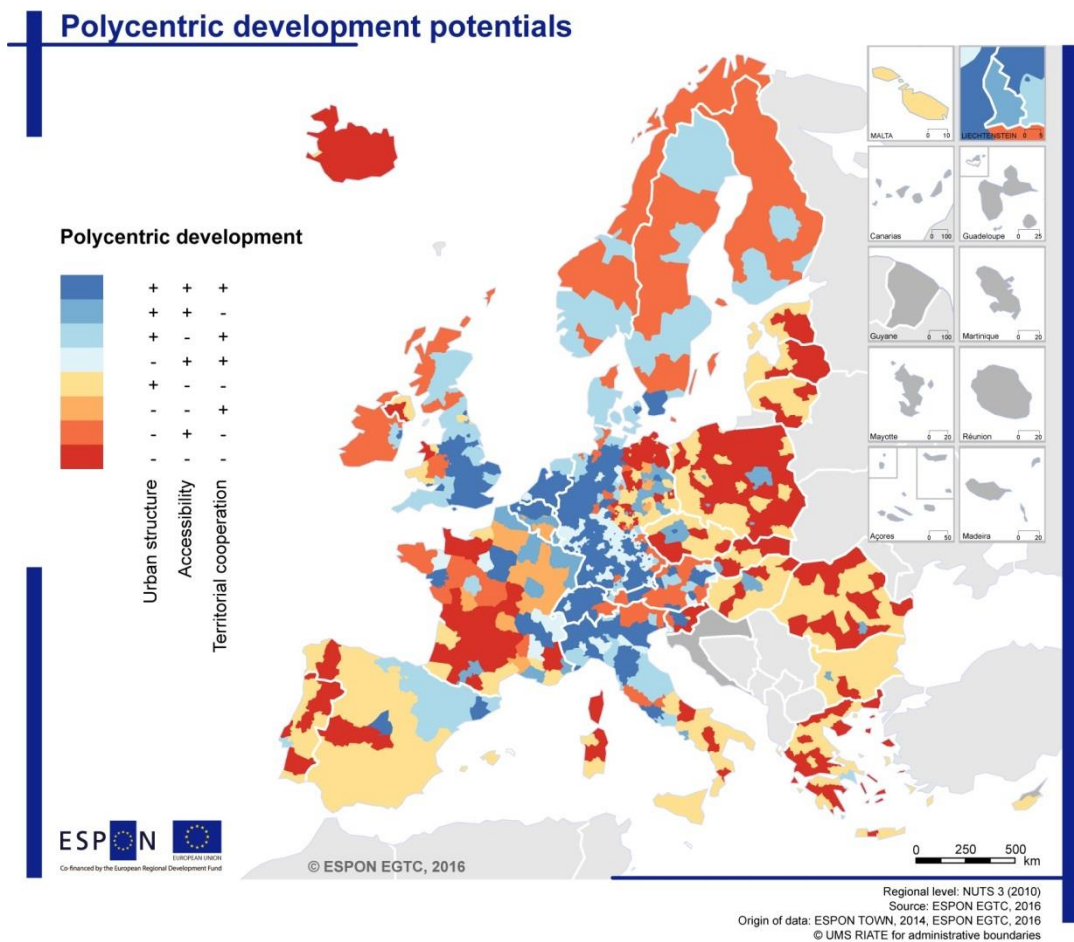 Polycentric development potentials
MALTA
0 10
LIECHTENSTEIN 0 5
Canarias
0 100
Guadeloupe
0 25
Guyane
0 100
Martinique
0 20
Mayotte
0 20
Réunion
0 20
Açores
0 50
Madeira
0 20
Polycentric development
+ + +
+ + -
+ - +
- + +
+ - -
- - +
- + -
- - -
Urban structure
Accessibility
Territorial cooperation
ESPON
EUROPEAN UNION
Co-financed by the European Regional Development Fund
© ESPON EGTC, 2016
0 250 500
km
Regional level: NUTS 3 (2010)
Source: ESPON EGTC, 2016
Origin of data: ESPON TOWN, 2014, ESPON EGTC, 2016
© UMS RIATE for administrative boundaries